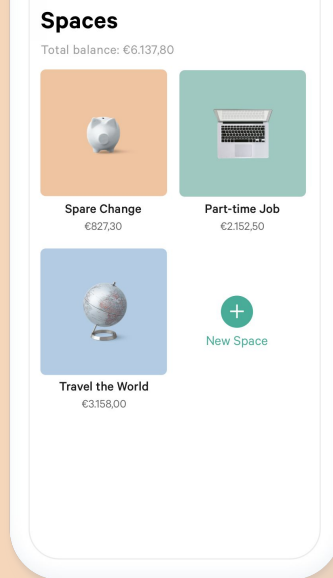 Spaces
Total balance: €6.137,80
Spare Change
€827,30
Part-time Job
€2.152,50
Travel the World
€3.158,00
New Space